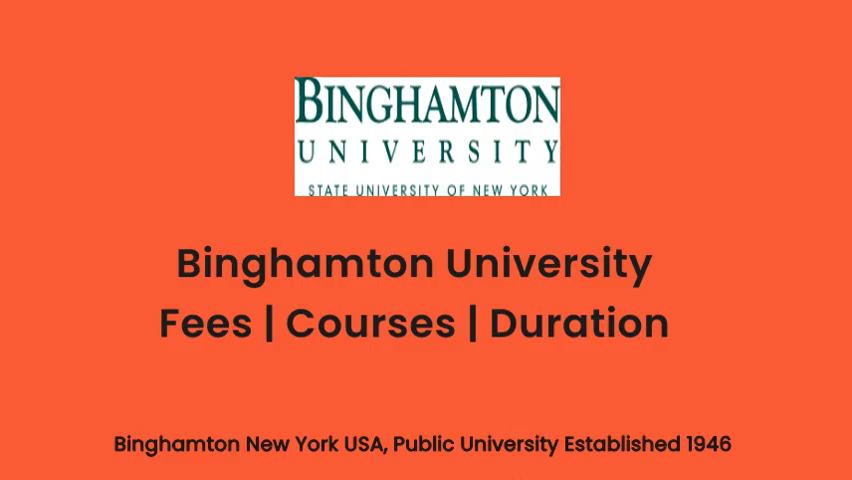 BINGHAMTON
UNIVERSITY
STATE UNIVERSITY OF NEW YORK
Binghamton University
Fees | Courses | Duration
Binghamton New York USA, Public University Established 1946